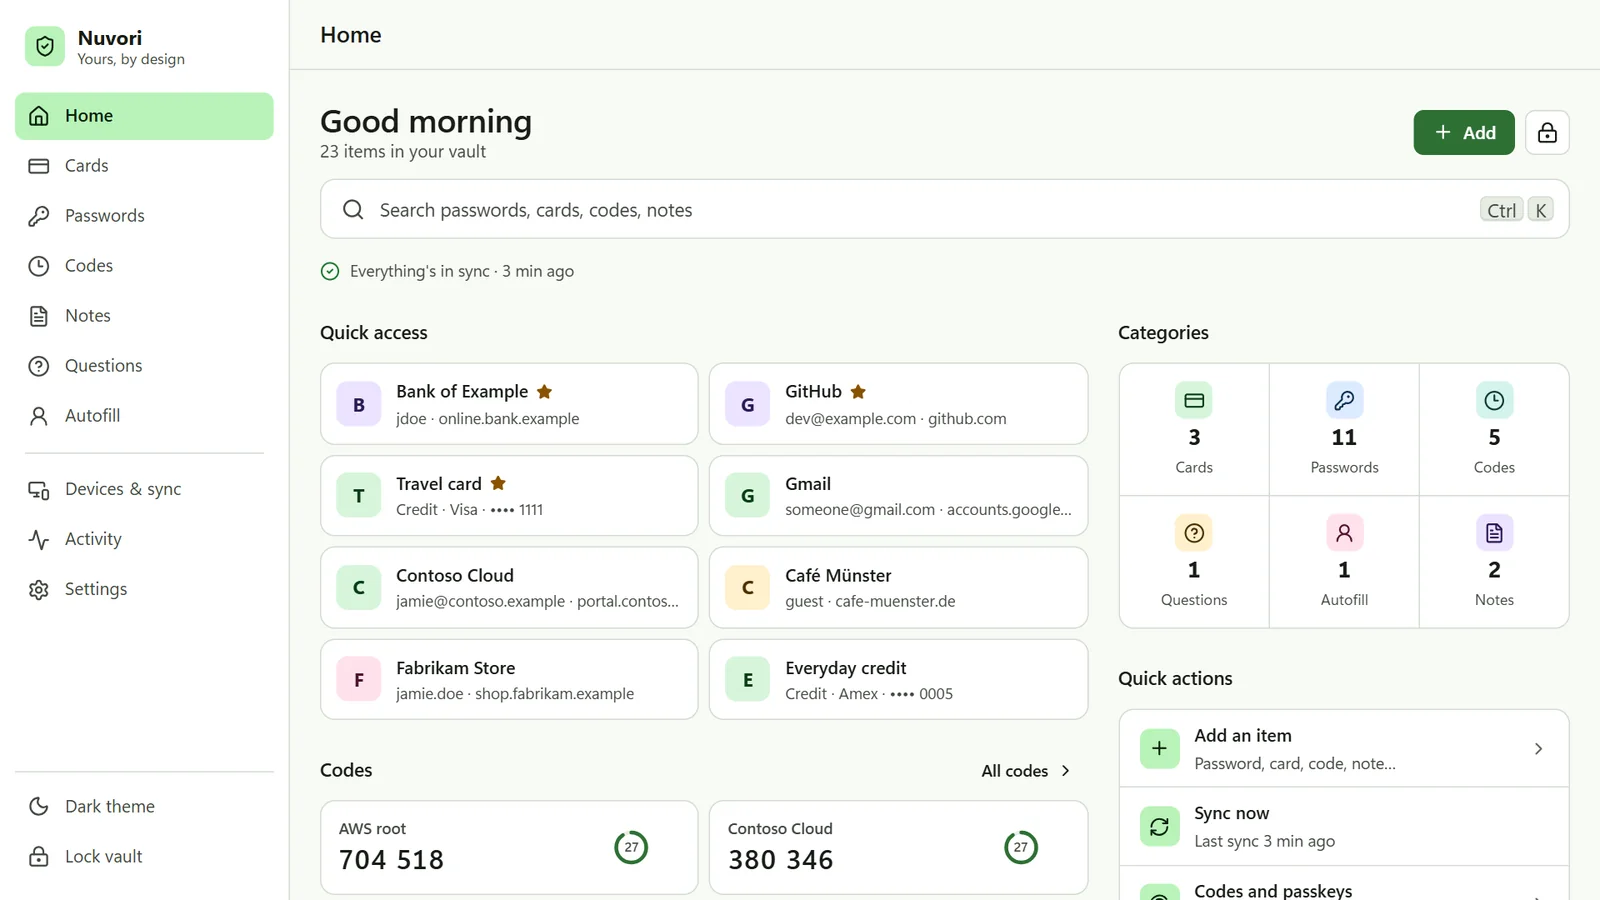 Nuvori
Yours, by design
Home
Cards
Passwords
Codes
Notes
Questions
Autofill
Devices & sync
Activity
Settings
Dark theme
Lock vault
Home
Good morning
23 items in your vault
Add
Search passwords, cards, codes, notes
Ctrl K
Everything's in sync · 3 min ago
Quick access
B
Bank of Example
jdoe · online.bank.example
G
GitHub
dev@example.com · github.com
T
Travel card
Credit · Visa · •••• 1111
G
Gmail
someone@gmail.com · accounts.google...
C
Contoso Cloud
jamie@contoso.example · portal.contos...
C
Café Münster
guest · cafe-muenster.de
F
Fabrikam Store
jamie.doe · shop.fabrikam.example
E
Everyday credit
Credit · Amex · •••• 0005
Codes
All codes
AWS root
704 518
27
Contoso Cloud
380 346
27
Categories
3
Cards
11
Passwords
5
Codes
1
Questions
1
Autofill
2
Notes
Quick actions
Add an item
Password, card, code, note...
Sync now
Last sync 3 min ago
Codes and passkeys